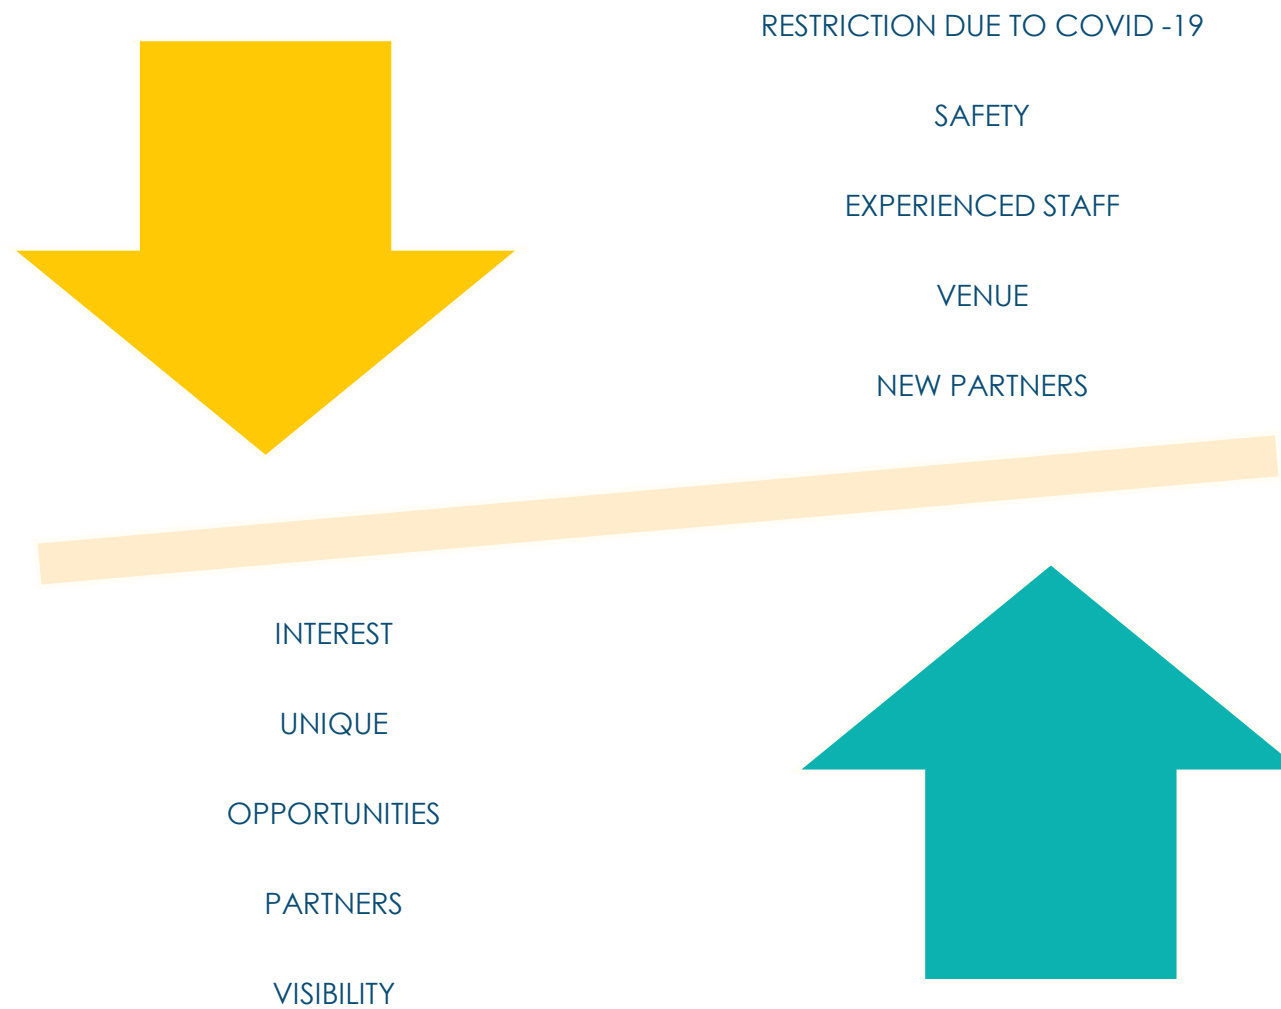 RESTRICTION DUE TO COVID -19
SAFETY
EXPERIENCED STAFF
VENUE
NEW PARTNERS
INTEREST
UNIQUE
OPPORTUNITIES
PARTNERS
VISIBILITY